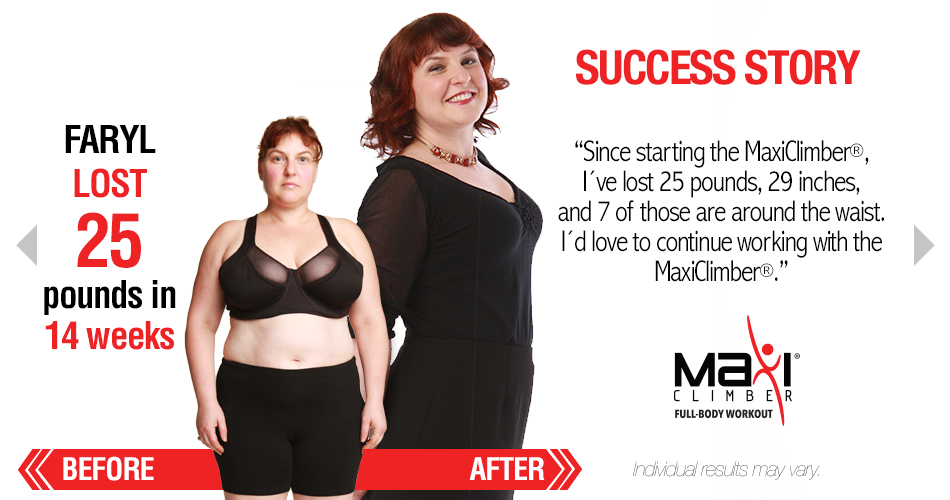 FARYL
LOST
25
pounds in
14 weeks
BEFORE
AFTER
SUCCESS STORY
“Since starting the MaxiClimber®,
I´ve lost 25 pounds, 29 inches,
and 7 of those are around the waist.
I´d love to continue working with the
MaxiClimber®.”
MaxI®
CLIMBER
FULL-BODY WORKOUT
Individual results may vary.